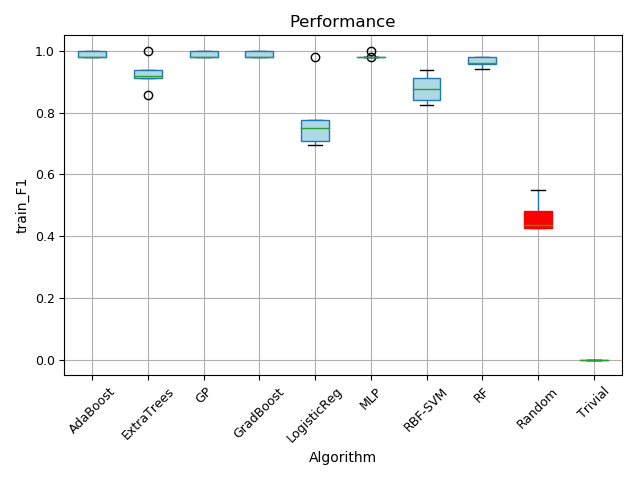 Performance
train_F1
1.0
0.8
0.6
0.4
0.2
0.0
AdaBoost
ExtraTrees
GP
GradBoost
LogisticReg
MLP
RBF-SVM
RF
Random
Trivial
Algorithm